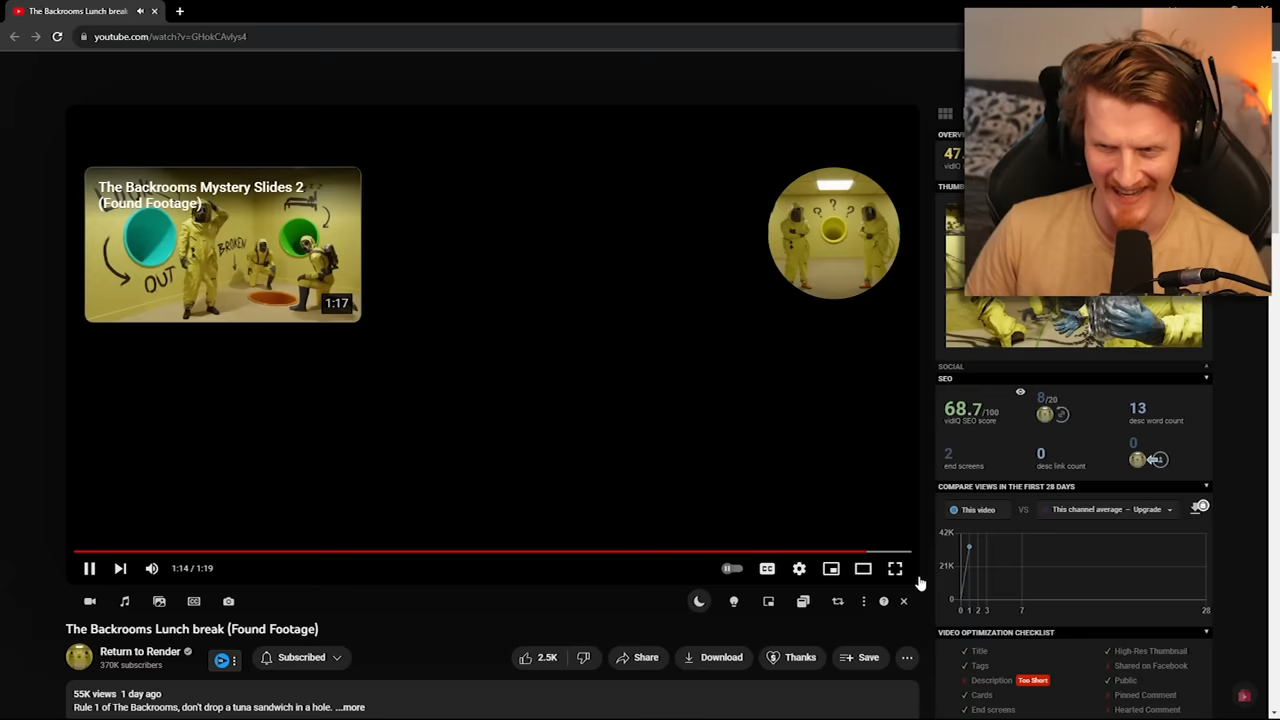 The Backrooms Lunch break
youtube.com/watch?v=GHokCAvIys4
The Backrooms Mystery Slides 2
(Found Footage)
OUT
BROKEN
1:17
? ? ?
OVERV
47.
THUMB
SOCIAL
SEO
68.7/100
vidIQ SEO score
8/20
13
desc word count
2
end screens
0
desc link count
0
COMPARE VIEWS IN THE FIRST 28 DAYS
This video VS This channel average – Upgrade
42K
21K
0
0 1 2 3 7 28
1:14 / 1:19
The Backrooms Lunch break (Found Footage)
Return to Render
370K subscribers
Subscribed
2.5K
Share
Download
Thanks
Save
55K views 1 day ago
Rule 1 of The Backrooms, don't drop a tuna sandwich in a hole. ...more
VIDEO OPTIMIZATION CHECKLIST
Title
High-Res Thumbnail
Tags
Shared on Facebook
Description Too Short
Public
Cards
Pinned Comment
End screens
Hearted Comment